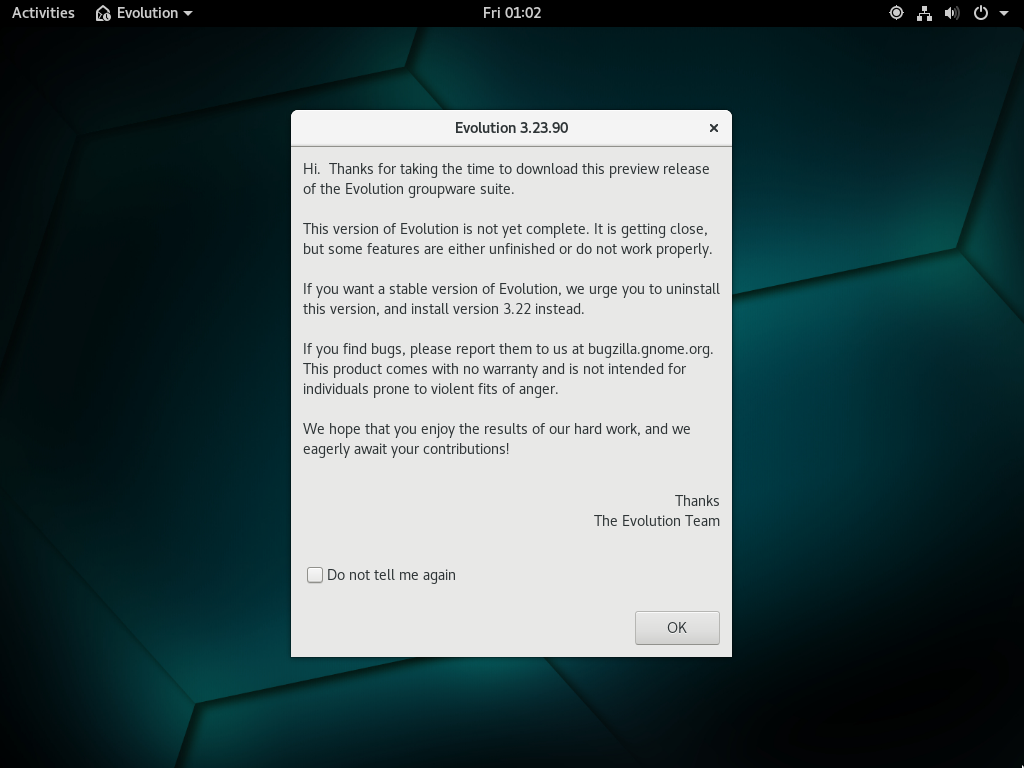 Activities Evolution Fri 01:02
Evolution 3.23.90
Hi.  Thanks for taking the time to download this preview release
of the Evolution groupware suite.
This version of Evolution is not yet complete. It is getting close,
but some features are either unfinished or do not work properly.
If you want a stable version of Evolution, we urge you to uninstall
this version, and install version 3.22 instead.
If you find bugs, please report them to us at bugzilla.gnome.org.
This product comes with no warranty and is not intended for
individuals prone to violent fits of anger.
We hope that you enjoy the results of our hard work, and we
eagerly await your contributions!
Thanks
The Evolution Team
Do not tell me again
OK